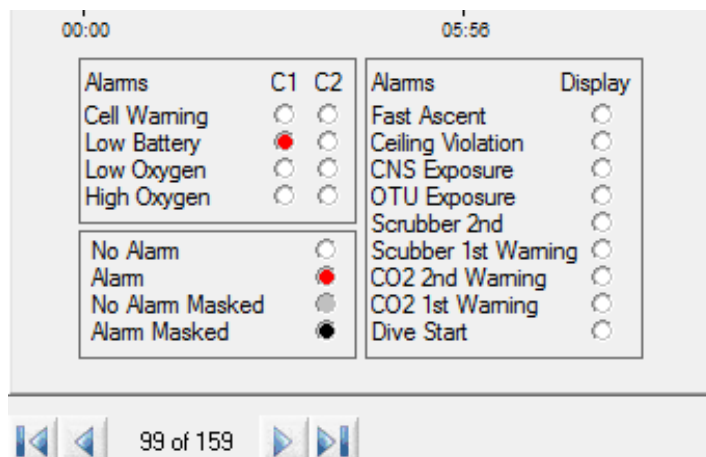 00:00 05:56
Alarms C1 C2
Cell Warning
Low Battery
Low Oxygen
High Oxygen
No Alarm
Alarm
No Alarm Masked
Alarm Masked
Alarms Display
Fast Ascent
Ceiling Violation
CNS Exposure
OTU Exposure
Scrubber 2nd
Scubber 1st Warning
CO2 2nd Warning
CO2 1st Warning
Dive Start
99 of 159